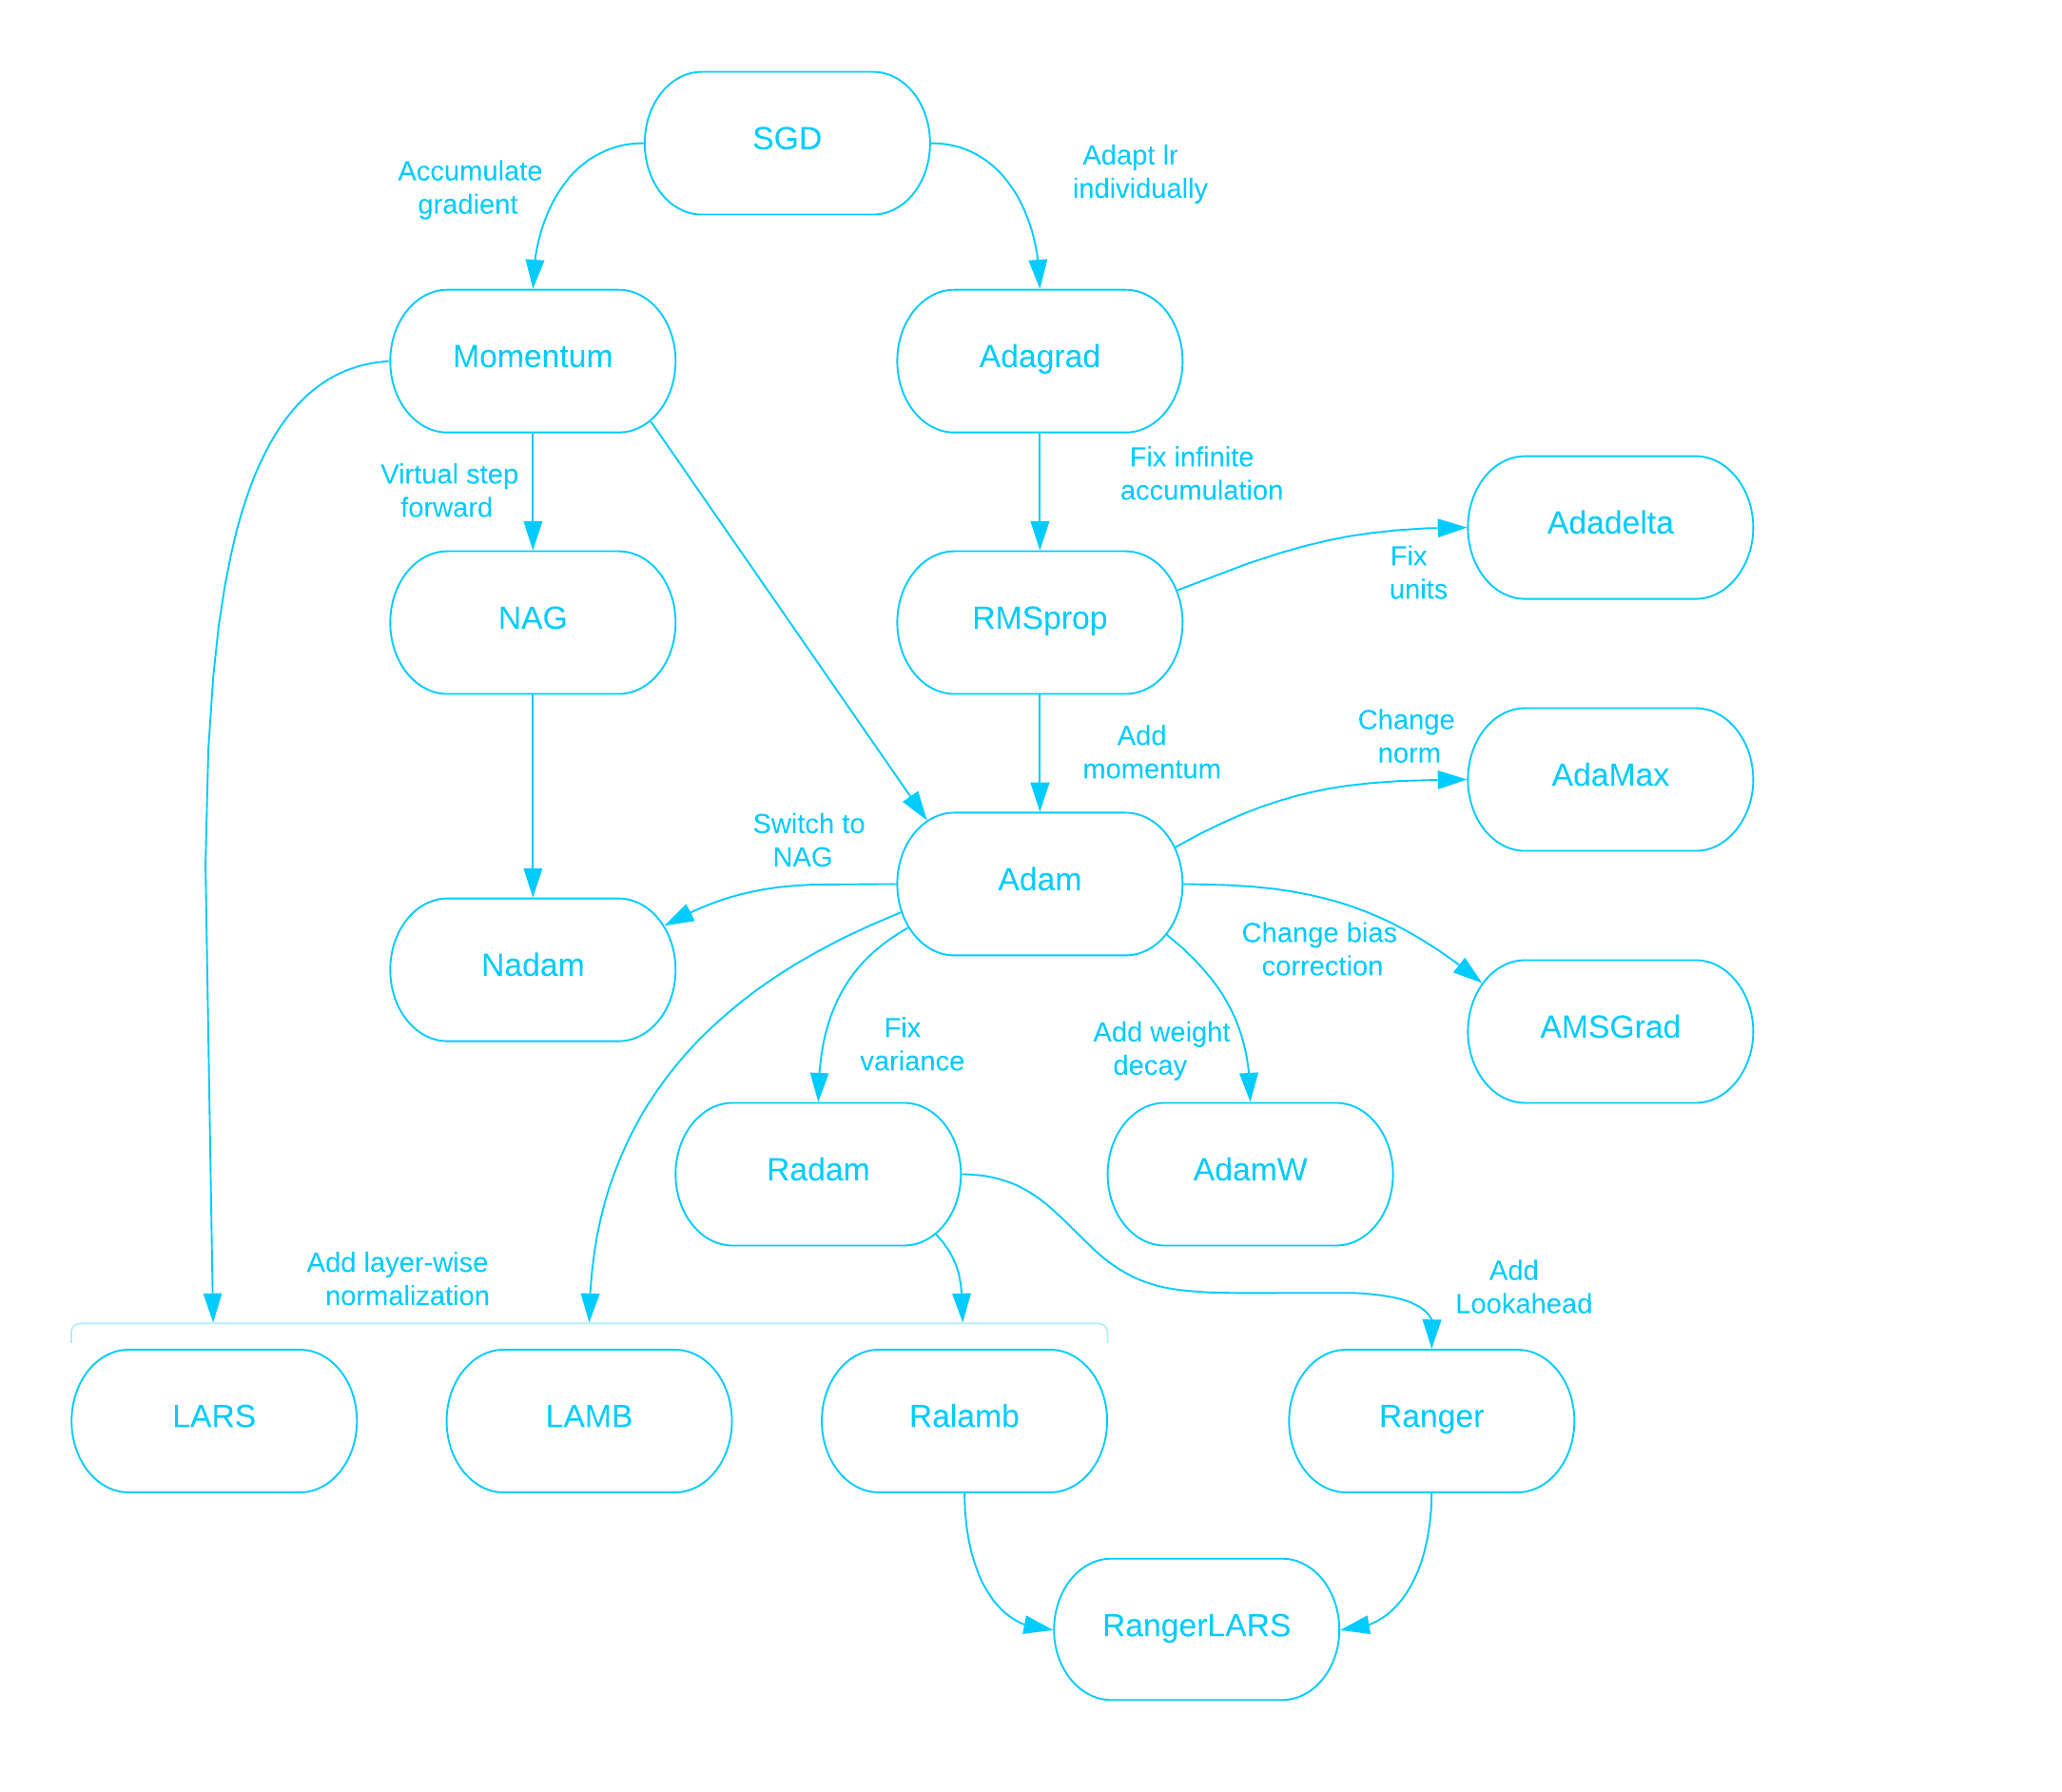 SGD
Accumulate
gradient
Adapt lr
individually
Momentum
Adagrad
Virtual step
forward
Fix infinite
accumulation
Adadelta
Fix
units
NAG
RMSprop
Change
norm
Add
momentum
AdaMax
Switch to
NAG
Adam
Change bias
correction
Nadam
AMSGrad
Fix
variance
Add weight
decay
Radam
AdamW
Add layer-wise
normalization
Add
Lookahead
LARS
LAMB
Ralamb
Ranger
RangerLARS